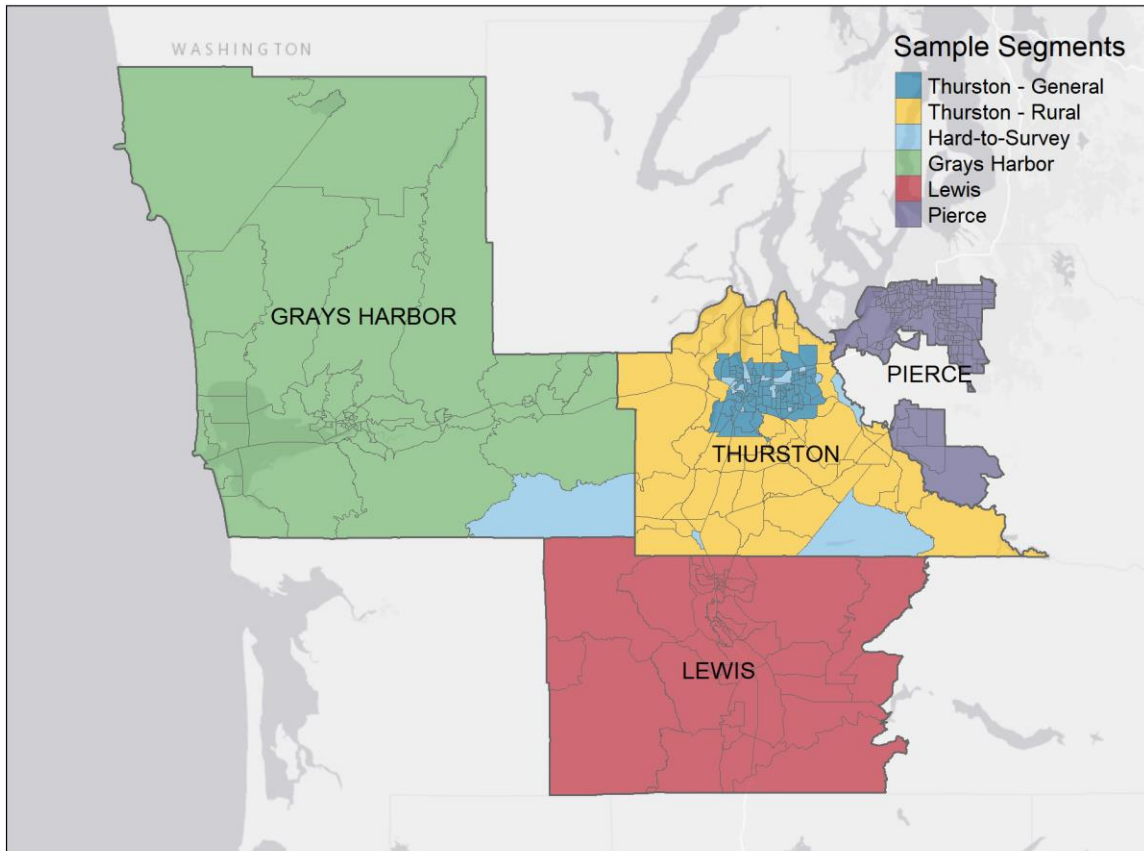 WASHINGTON
Sample Segments
Thurston - General
Thurston - Rural
Hard-to-Survey
Grays Harbor
Lewis
Pierce
GRAYS HARBOR
PIERCE
THURSTON
LEWIS